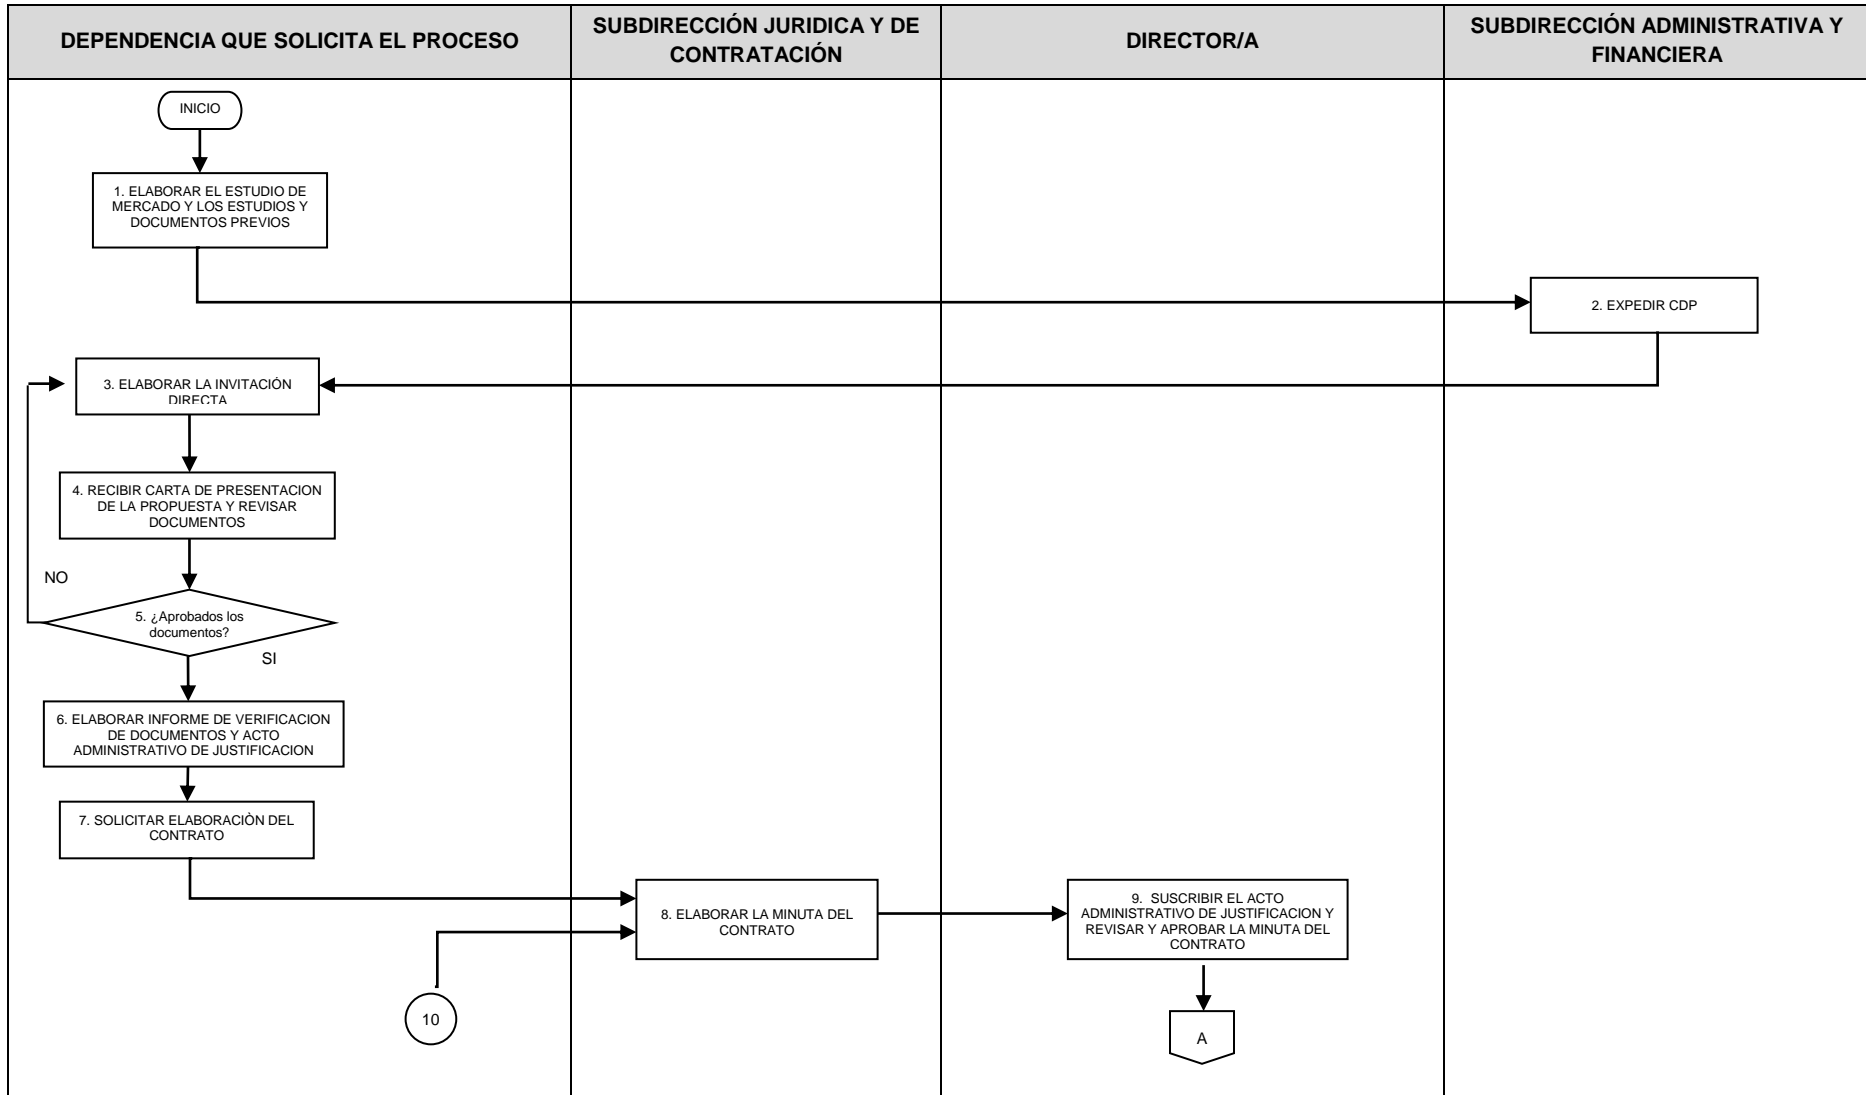 DEPENDENCIA QUE SOLICITA EL PROCESO
SUBDIRECCIÓN JURIDICA Y DE
CONTRATACIÓN
DIRECTOR/A
SUBDIRECCIÓN ADMINISTRATIVA Y
FINANCIERA
INICIO
1. ELABORAR EL ESTUDIO DE
MERCADO Y LOS ESTUDIOS Y
DOCUMENTOS PREVIOS
2. EXPEDIR CDP
3. ELABORAR LA INVITACIÓN
DIRECTA
4. RECIBIR CARTA DE PRESENTACION
DE LA PROPUESTA Y REVISAR
DOCUMENTOS
NO
5. ¿Aprobados los
documentos?
SI
6. ELABORAR INFORME DE VERIFICACION
DE DOCUMENTOS Y ACTO
ADMINISTRATIVO DE JUSTIFICACION
7. SOLICITAR ELABORACIÒN DEL
CONTRATO
8. ELABORAR LA MINUTA DEL
CONTRATO
9. SUSCRIBIR EL ACTO
ADMINISTRATIVO DE JUSTIFICACION Y
REVISAR Y APROBAR LA MINUTA DEL
CONTRATO
10
A